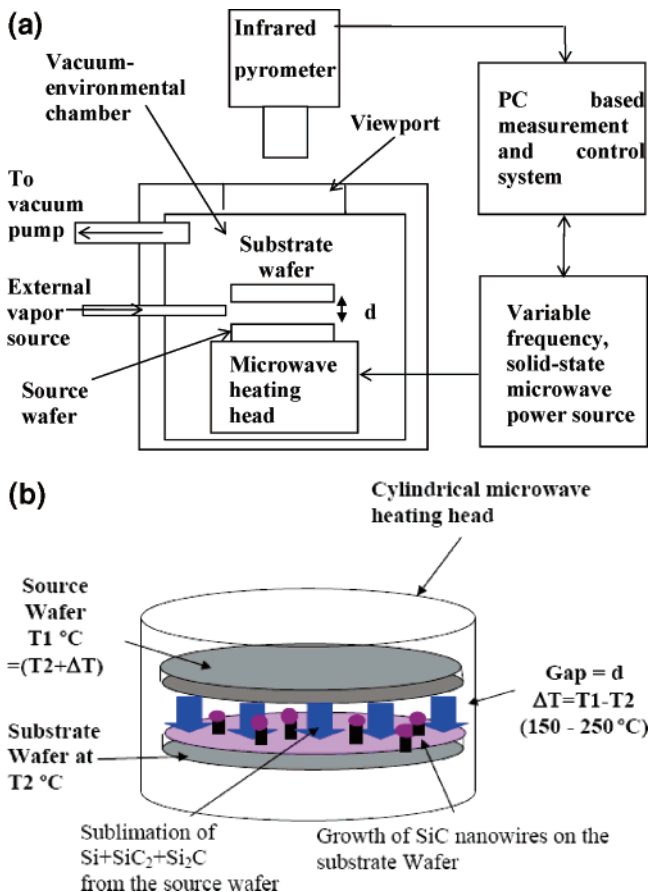 (a)
Infrared
pyrometer
Vacuum-
environmental
chamber
Viewport
PC based
measurement
and control
system
To
vacuum
pump
Substrate
wafer
External
vapor
source
d
Source
wafer
Microwave
heating
head
Variable
frequency,
solid-state
microwave
power source
(b)
Cylindrical microwave
heating head
Source
Wafer
T1 °C
=(T2+ΔT)
Gap = d
ΔT=T1-T2
(150 - 250 °C)
Substrate
Wafer at
T2 °C
Sublimation of
Si+SiC₂+Si₂C
from the source wafer
Growth of SiC nanowires on the
substrate Wafer